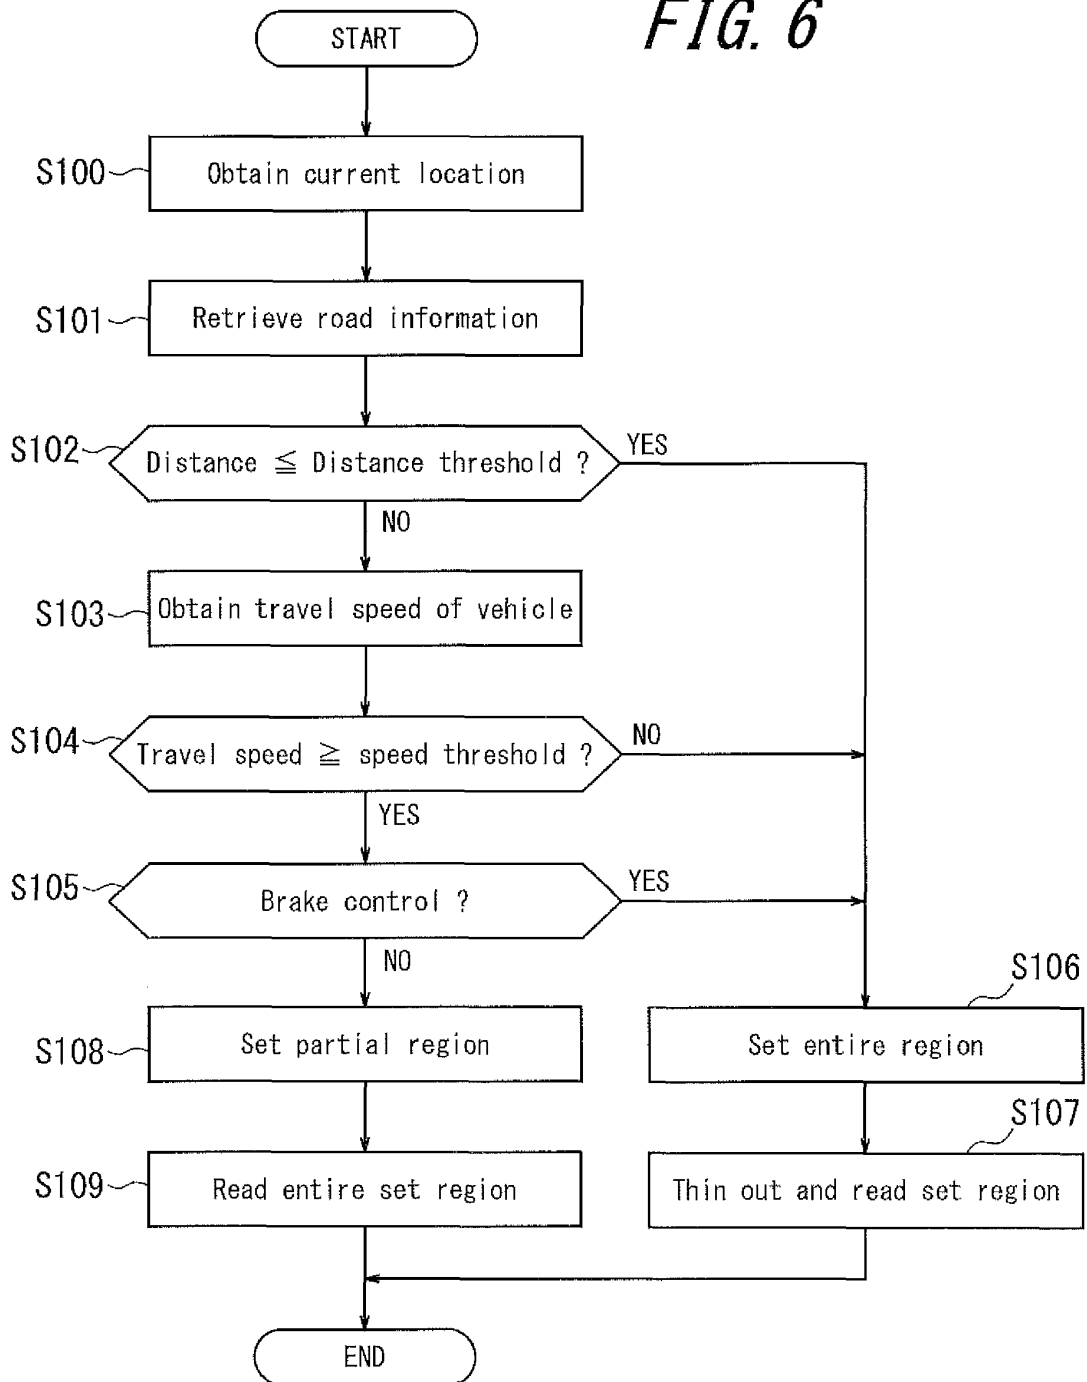 FIG. 6
START
S100
Obtain current location
S101
Retrieve road information
S102
Distance ≦ Distance threshold ?
YES
NO
S103
Obtain travel speed of vehicle
S104
Travel speed ≧ speed threshold ?
NO
YES
S105
Brake control ?
YES
NO
S106
S108
Set partial region
Set entire region
S107
S109
Read entire set region
Thin out and read set region
END